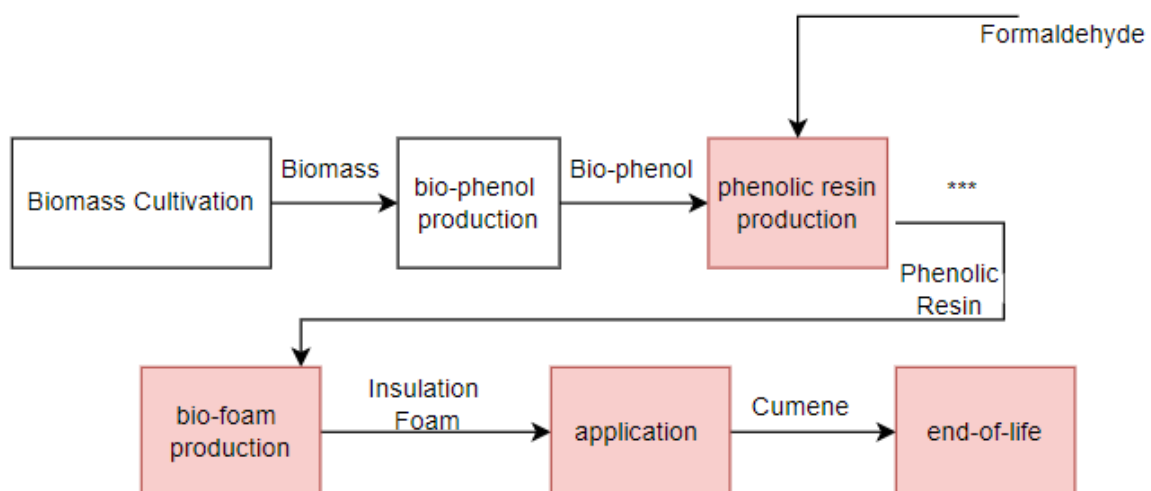 Formaldehyde
Biomass Cultivation
Biomass
bio-phenol
production
Bio-phenol
phenolic resin
production
***
Phenolic
Resin
bio-foam
production
Insulation
Foam
application
Cumene
end-of-life